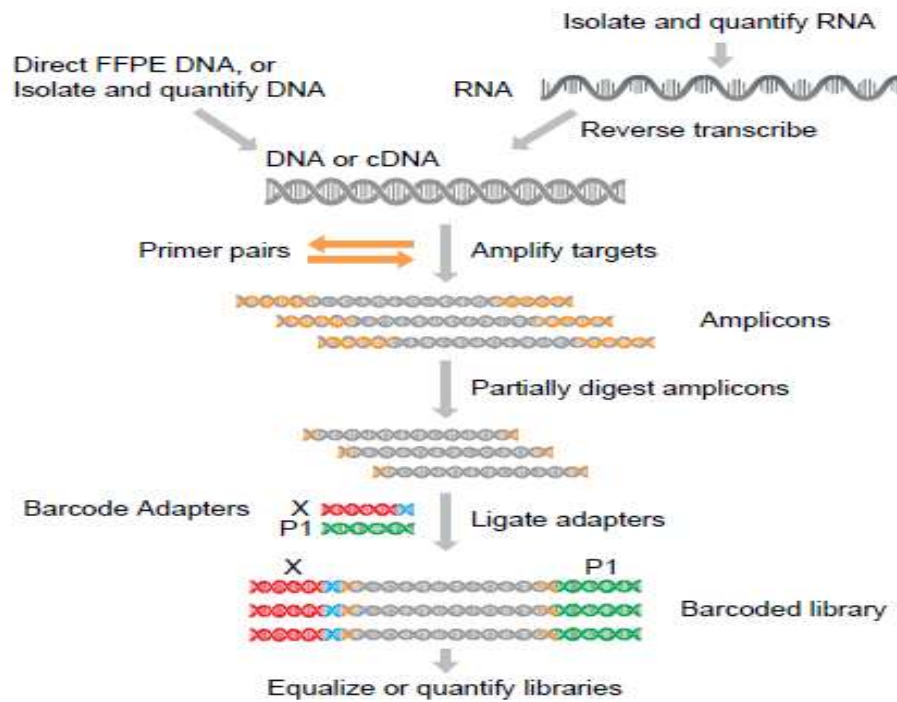 Isolate and quantify RNA
Direct FFPE DNA, or
Isolate and quantify DNA
RNA
Reverse transcribe
DNA or cDNA
Primer pairs
Amplify targets
Amplicons
Partially digest amplicons
Barcode Adapters
X
P1
Ligate adapters
X
P1
Barcoded library
Equalize or quantify libraries